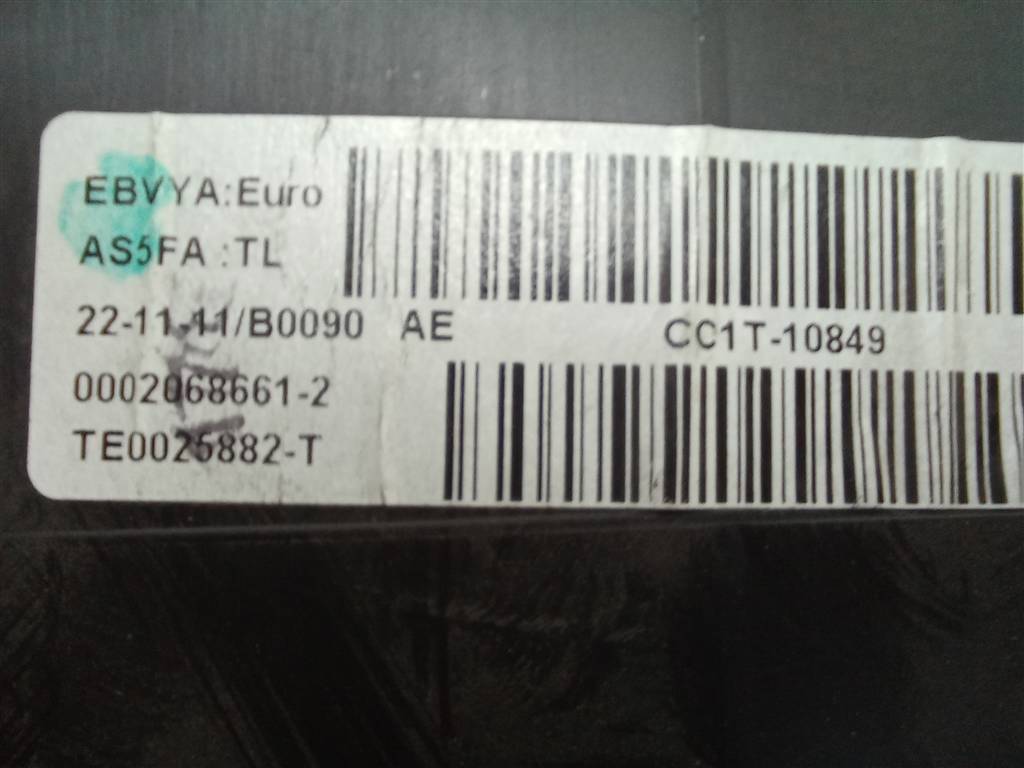 EBVYA:Euro
AS5FA :TL
22-11-11/B0090 AE CC1T-10849
0002068661-2
TE0025882-T